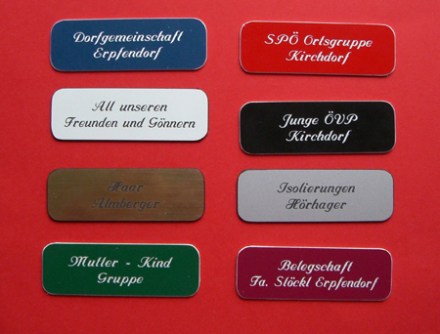 Dorfgemeinschaft
Erpfendorf
SPÖ Ortsgruppe
Kirchdorf
All unseren
Freunden und Gönnern
Junge ÖVP
Kirchdorf
Isolierungen
Hörhager
Mutter - Kind
Gruppe
Belegschaft
Fa. Stöckl Erpfendorf